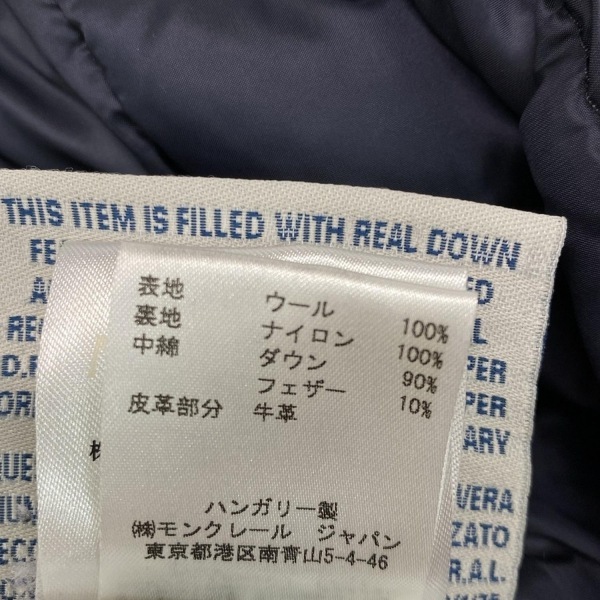 THIS ITEM IS FILLED WITH REAL DOWN
表地 ウール 100%
裏地 ナイロン 100%
中綿 ダウン 90%
フェザー 10%
皮革部分 牛革
ハンガリー製
㈱モンクレール ジャパン
東京都港区南青山5-4-46
VERA
R.A.L.